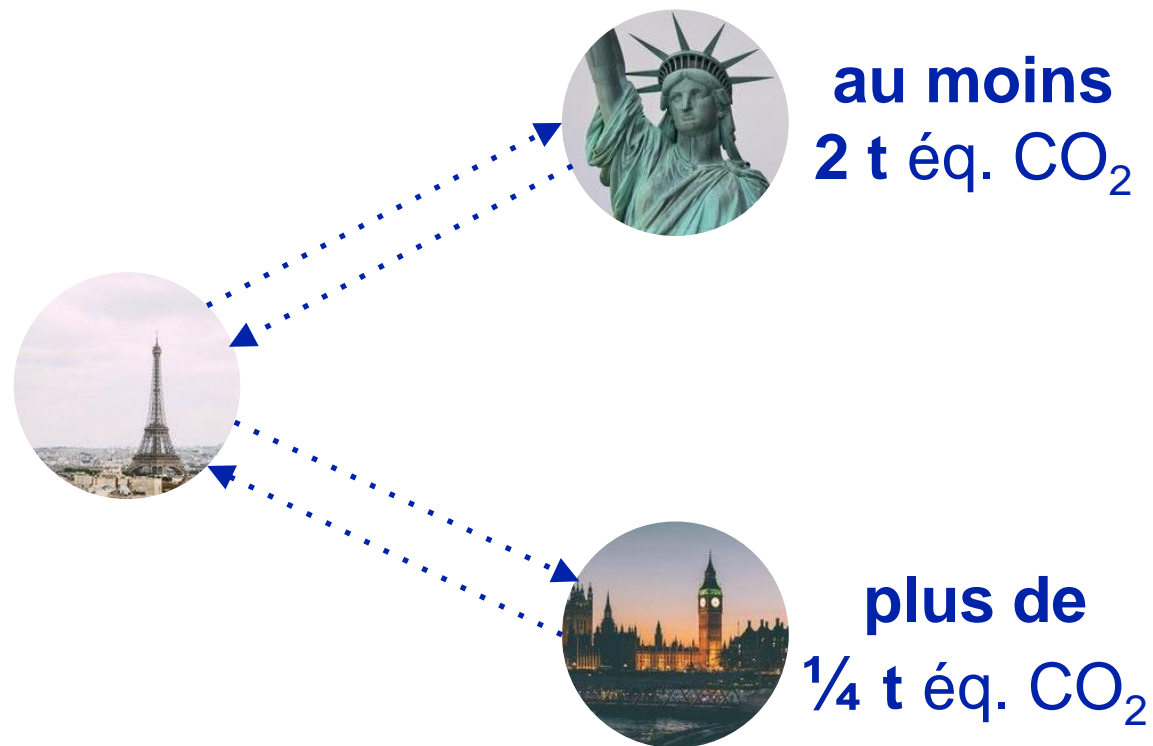 au moins
2 t éq. CO₂
plus de
¼ t éq. CO₂